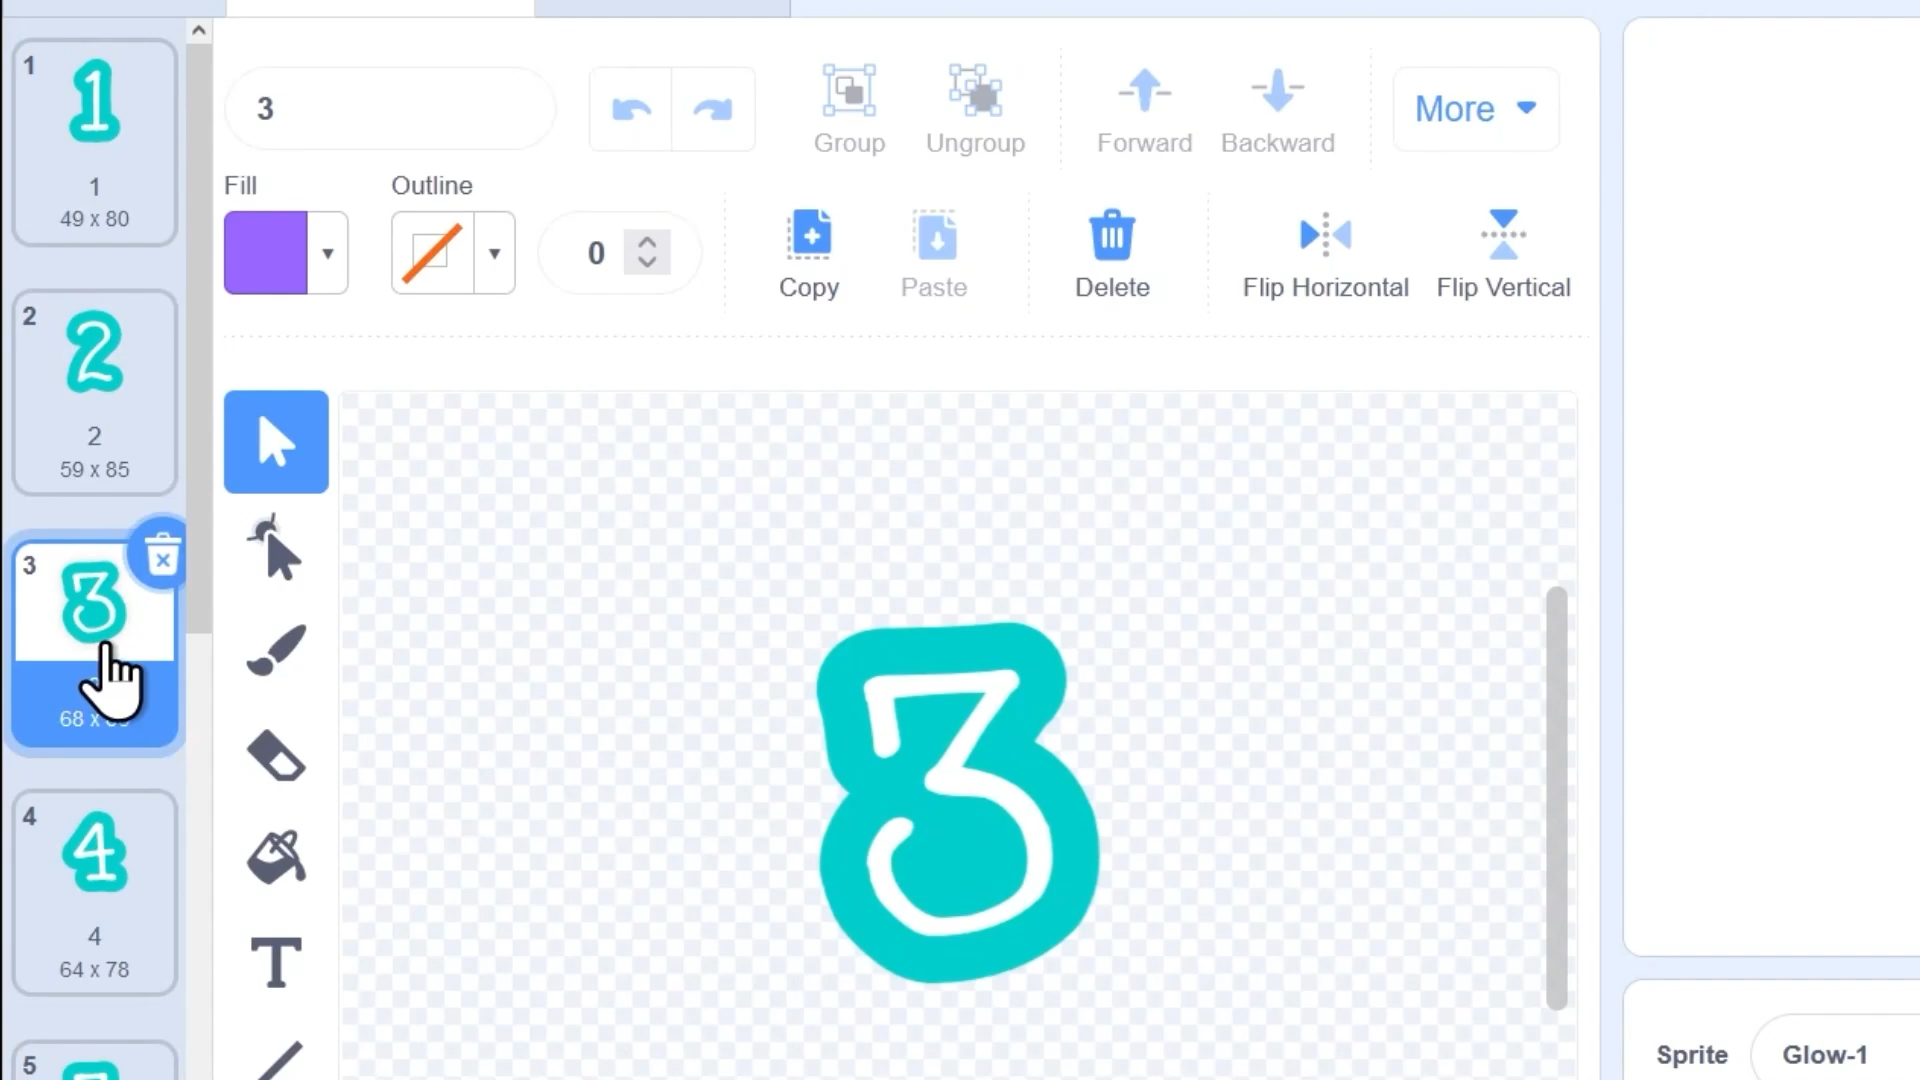 1
1
1
49 x 80
2
2
2
59 x 85
3
3
68 x
4
4
4
64 x 78
5
3
Group
Ungroup
Forward
Backward
More
Fill
Outline
0
Copy
Paste
Delete
Flip Horizontal
Flip Vertical
T
3
Sprite
Glow-1